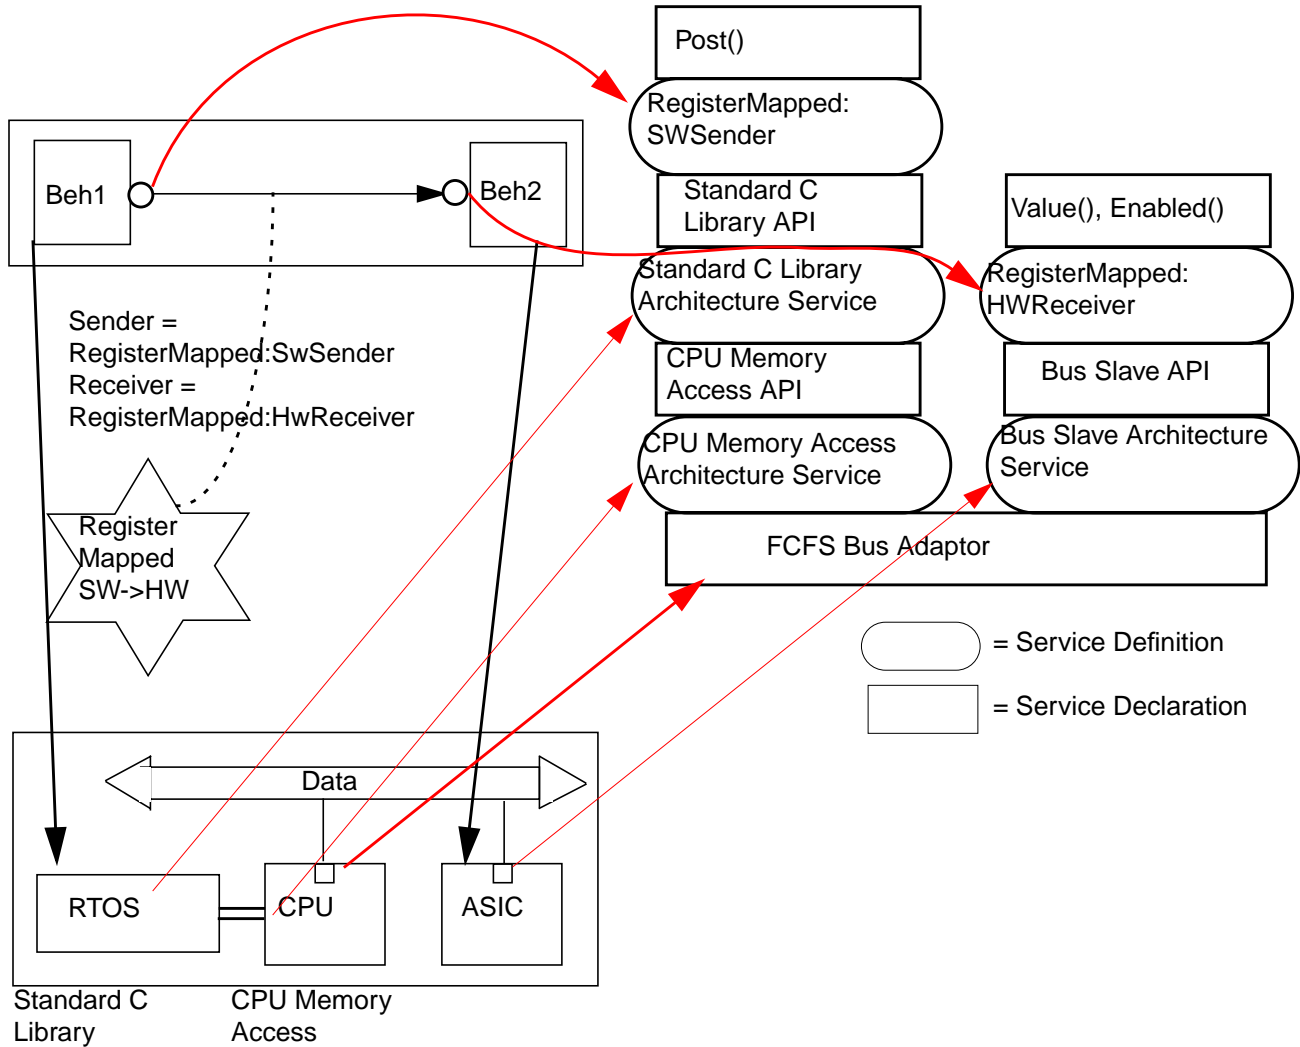 Post()
RegisterMapped:
SWSender
Standard C
Library API
Standard C Library
Architecture Service
CPU Memory
Access API
CPU Memory Access
Architecture Service
Value(), Enabled()
RegisterMapped:
HWReceiver
Bus Slave API
Bus Slave Architecture
Service
FCFS Bus Adaptor
= Service Definition
= Service Declaration
Beh1
Beh2
Sender =
RegisterMapped:SwSender
Receiver =
RegisterMapped:HwReceiver
Register
Mapped
SW->HW
Data
RTOS
CPU
ASIC
Standard C
Library
CPU Memory
Access